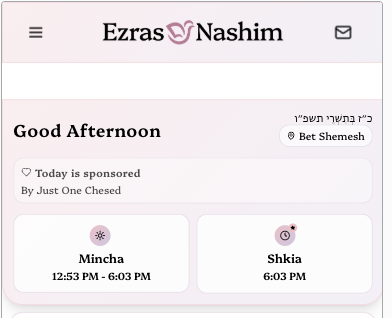 Ezras Nashim
כ״ז בְּתִשְׁרֵי תשפ״ו
Good Afternoon
Bet Shemesh
Today is sponsored
By Just One Chesed
Mincha
12:53 PM - 6:03 PM
Shkia
6:03 PM